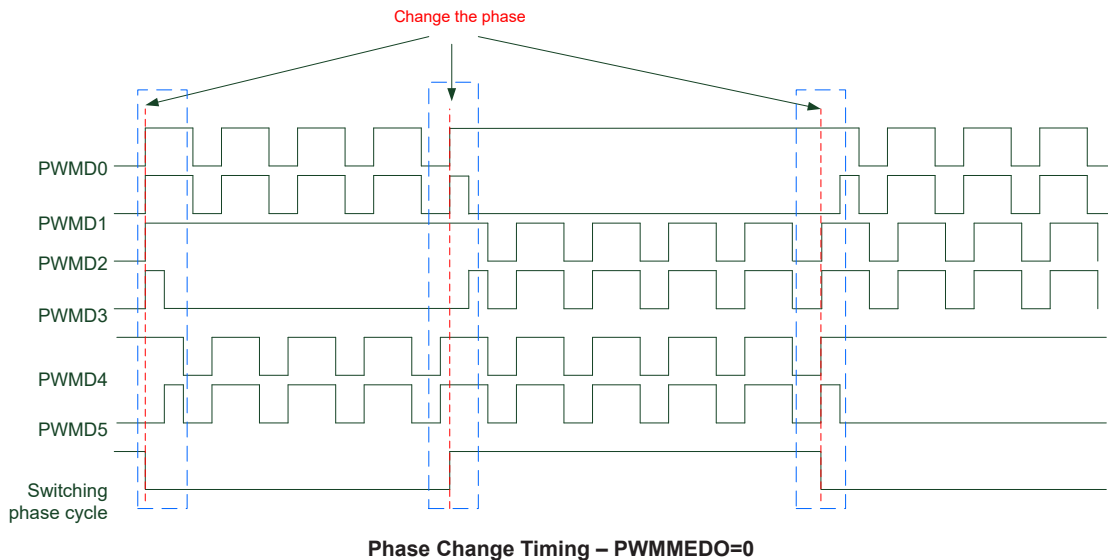 Change the phase
PWMD0
PWMD1
PWMD2
PWMD3
PWMD4
PWMD5
Switching
phase cycle
Phase Change Timing – PWMMEDO=0